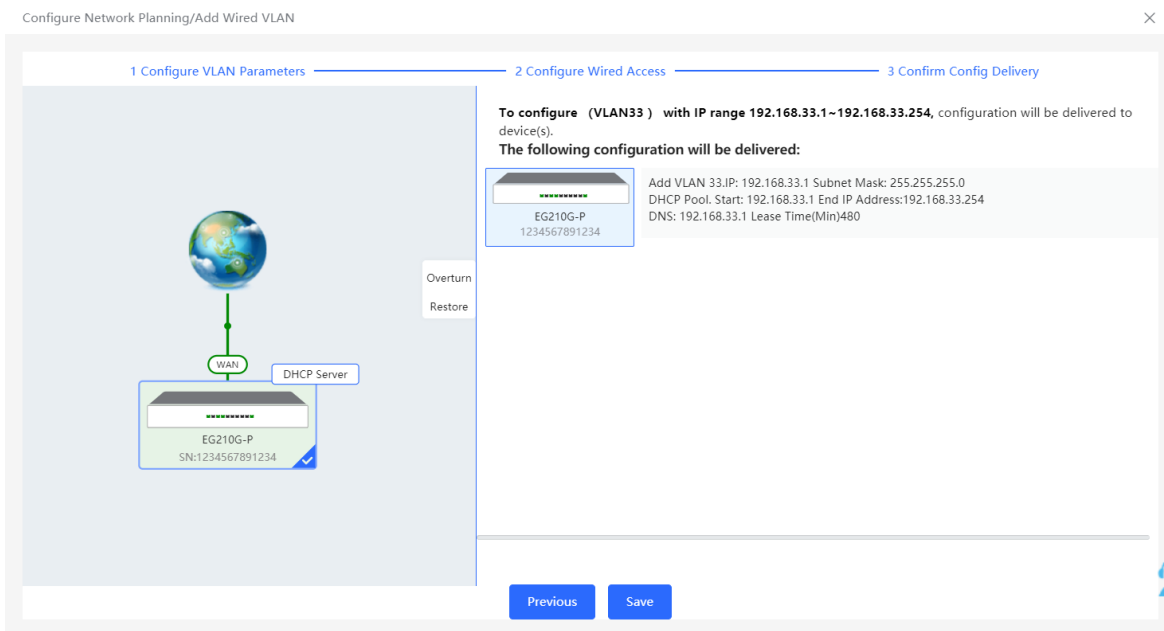 Configure Network Planning/Add Wired VLAN
1 Configure VLAN Parameters
2 Configure Wired Access
3 Confirm Config Delivery
Overturn
Restore
WAN
DHCP Server
EG210G-P
SN:1234567891234
To configure （VLAN33 ） with IP range 192.168.33.1~192.168.33.254, configuration will be delivered to
device(s).
The following configuration will be delivered:
EG210G-P
1234567891234
Add VLAN 33.IP: 192.168.33.1 Subnet Mask: 255.255.255.0
DHCP Pool. Start: 192.168.33.1 End IP Address:192.168.33.254
DNS: 192.168.33.1 Lease Time(Min)480
Previous
Save